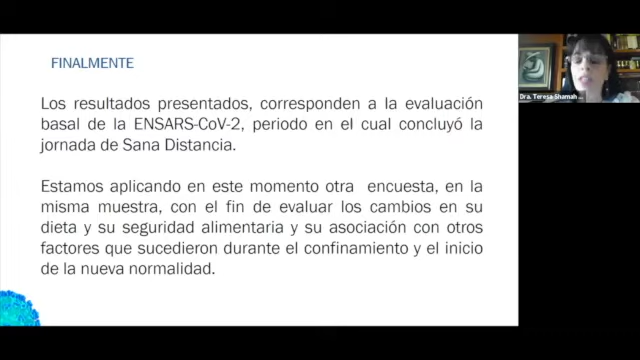 FINALMENTE
Los resultados presentados, corresponden a la evaluación
basal de la ENSARS-CoV-2, periodo en el cual concluyó la
jornada de Sana Distancia.
Estamos aplicando en este momento otra encuesta, en la
misma muestra, con el fin de evaluar los cambios en su
dieta y su seguridad alimentaria y su asociación con otros
factores que sucedieron durante el confinamiento y el inicio
de la nueva normalidad.
Dra. Teresa Shamah